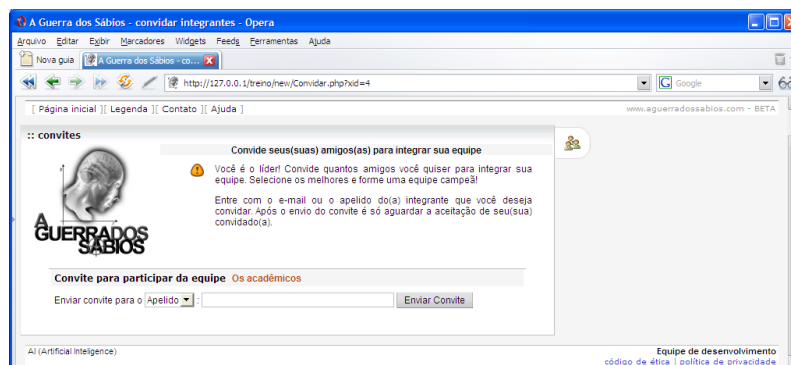 A Guerra dos Sábios - convidar integrantes - Opera
Arquivo Editar Exibir Marcadores Widgets Feeds Ferramentas Ajuda
Nova guia A Guerra dos Sábios - co...
http://127.0.0.1/treino/new/Convidar.php?xid=4 Google
[ Página inicial ][ Legenda ][ Contato ][ Ajuda ] www.aguerradossabios.com - BETA
:: convites
Convide seus(suas) amigos(as) para integrar sua equipe
Você é o líder! Convide quantos amigos você quiser para integrar sua
equipe. Selecione os melhores e forme uma equipe campeã!
Entre com o e-mail ou o apelido do(a) integrante que você deseja
convidar. Após o envio do convite é só aguardar a aceitação de seu(sua)
convidado(a).
A
GUERRADOS
SÁBIOS
Convite para participar da equipe Os acadêmicos
Enviar convite para o Apelido : Enviar Convite
AI (Artificial Inteligence) Equipe de desenvolvimento
código de ética | política de privacidade